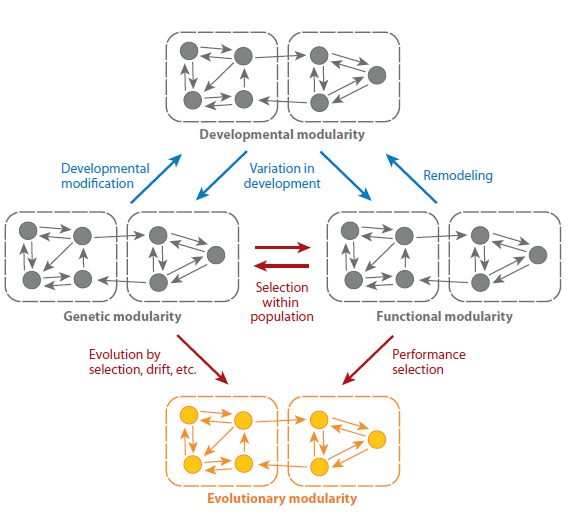 Developmental modularity
Developmental
modification
Variation in
development
Remodeling
Genetic modularity
Selection
within
population
Functional modularity
Evolution by
selection, drift, etc.
Performance
selection
Evolutionary modularity